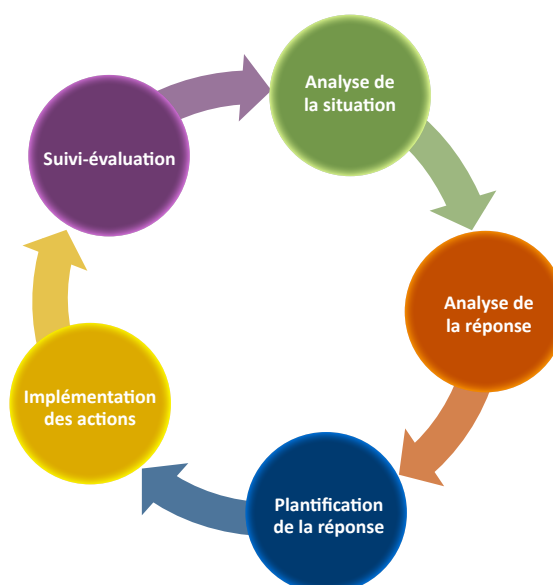 Analyse de
la situation
Analyse de
la réponse
Plantification
de la réponse
Implémentation
des actions
Suivi-évaluation